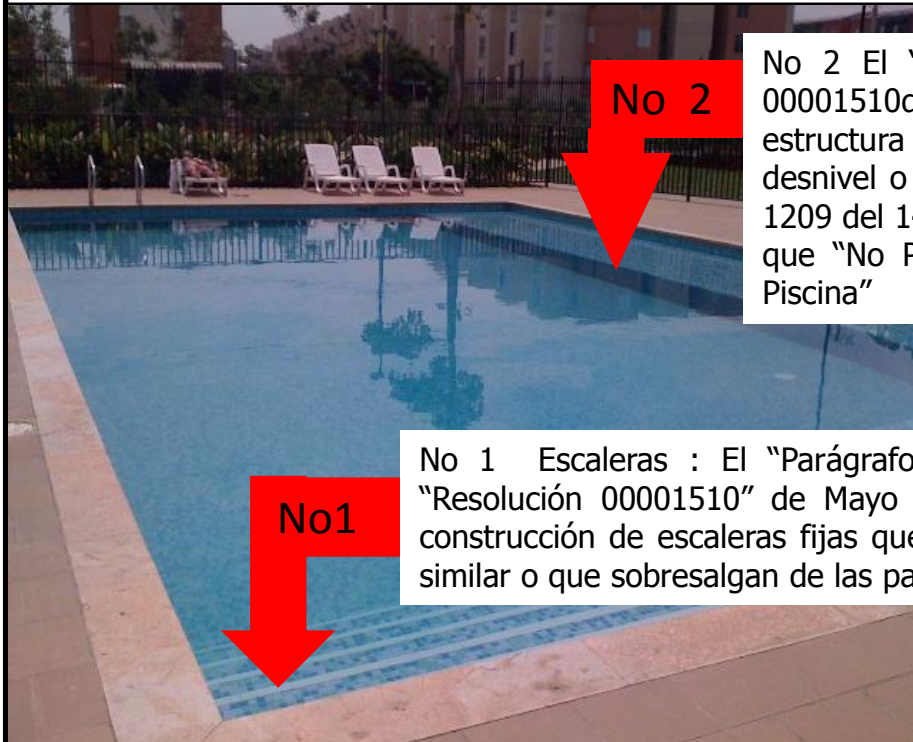 No 2
No 2 El "
00001510d
estructura
desnivel o
1209 del 1
que "No P
Piscina"
No1
No 1 Escaleras : El "Parágrafo
"Resolución 00001510" de Mayo
construcción de escaleras fijas que
similar o que sobresalgan de las pa